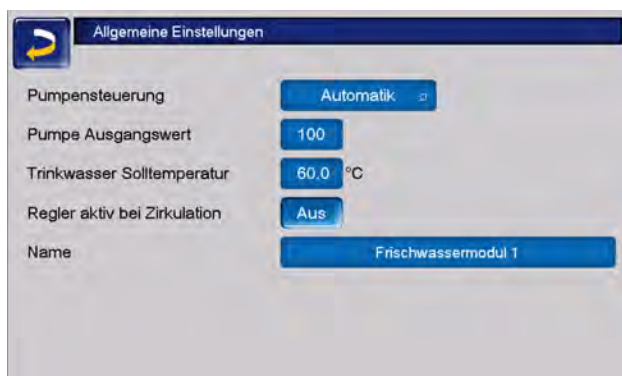 Allgemeine Einstellungen
Pumpensteuerung Automatik
Pumpe Ausgangswert 100
Trinkwasser Solltemperatur 60.0 °C
Regler aktiv bei Zirkulation Aus
Name Frischwassermodul 1